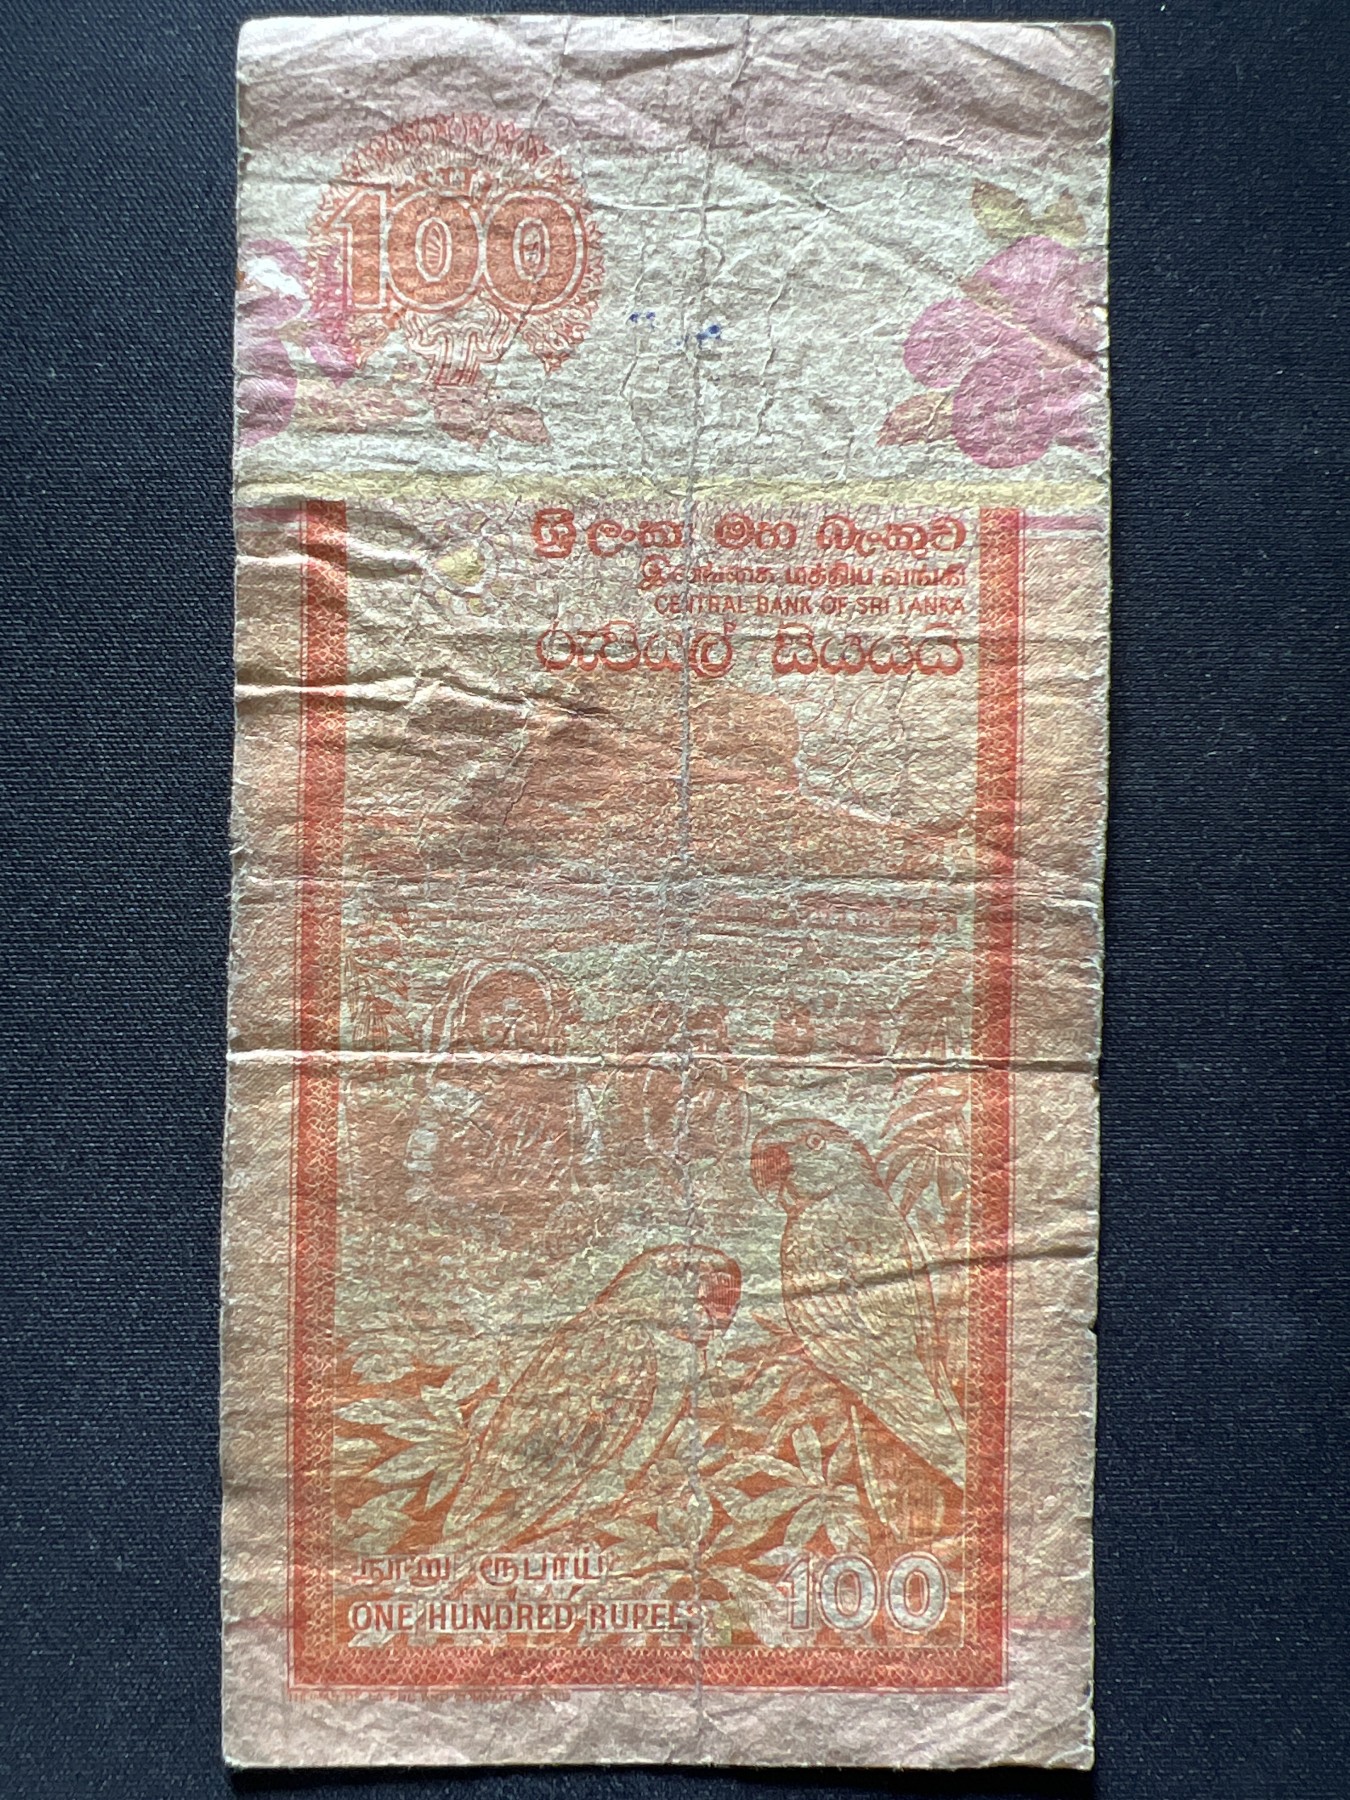 100
ශ්‍රී ලංකා මහ බැංකුව
இலங்கை மத்திய வங்கி
CENTRAL BANK OF SRI LANKA
රුපියල් සියයයි
நூறு ரூபாய்
ONE HUNDRED RUPEES
100